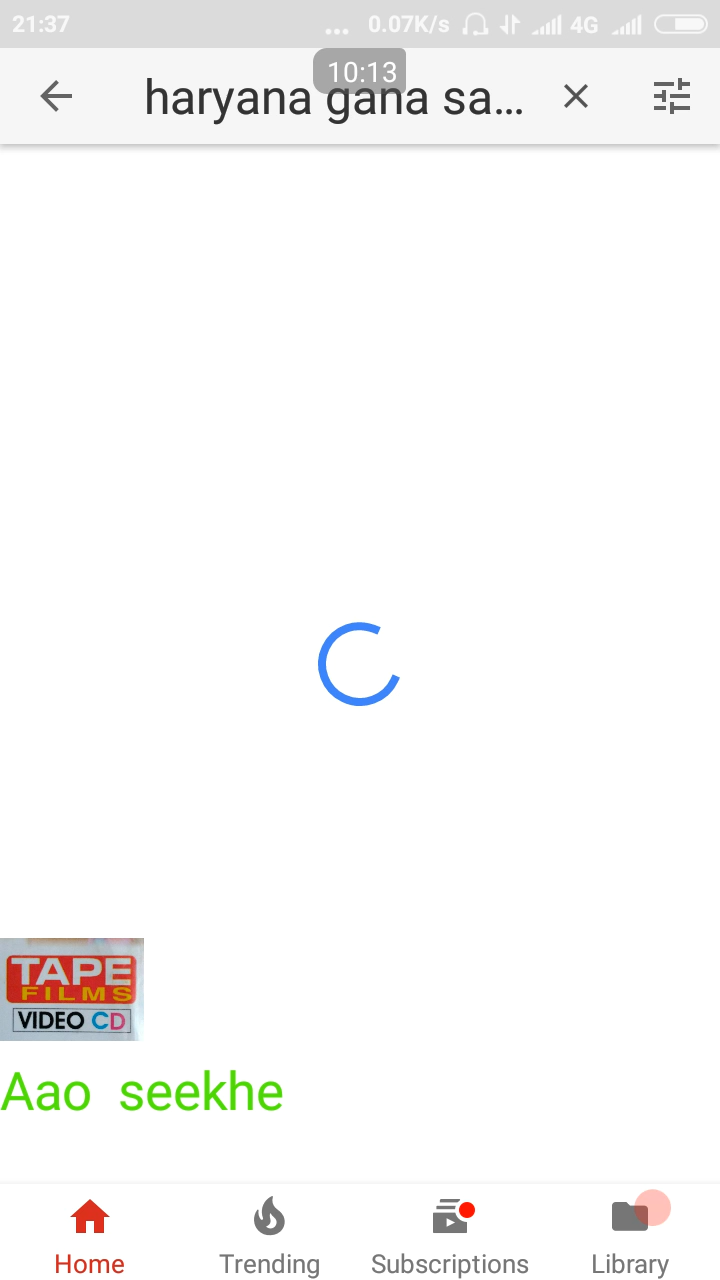 21:37 ... 0.07K/s 4G
10:13
haryana gana sa...
TAPE
FILMS
VIDEO CD
Aao seekhe
Home Trending Subscriptions Library